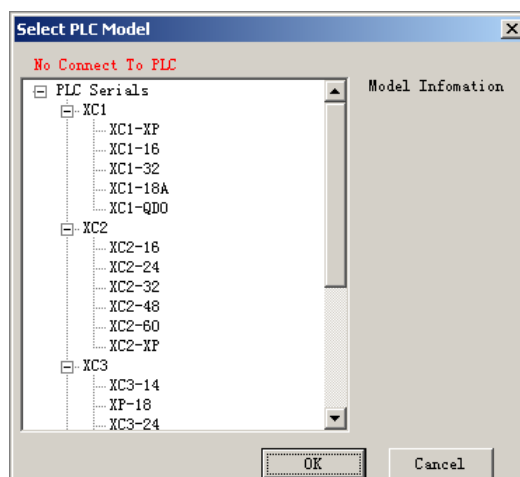 Select PLC Model
No Connect To PLC
PLC Serials
Model Infomation
XC1
XC1-XP
XC1-16
XC1-32
XC1-18A
XC1-QDO
XC2
XC2-16
XC2-24
XC2-32
XC2-48
XC2-60
XC2-XP
XC3
XC3-14
XP-18
XC3-24
OK
Cancel